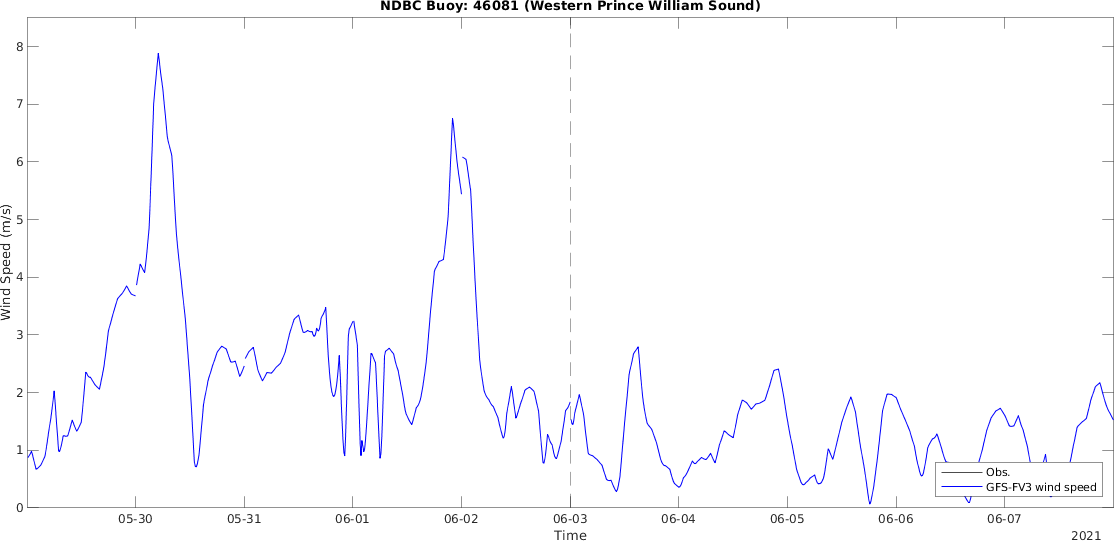 NDBC Buoy: 46081 (Western Prince William Sound)
Wind Speed (m/s)
8
7
6
5
4
3
2
1
0
05-30 05-31 06-01 06-02 06-03 06-04 06-05 06-06 06-07
Time
2021
Obs.
GFS-FV3 wind speed